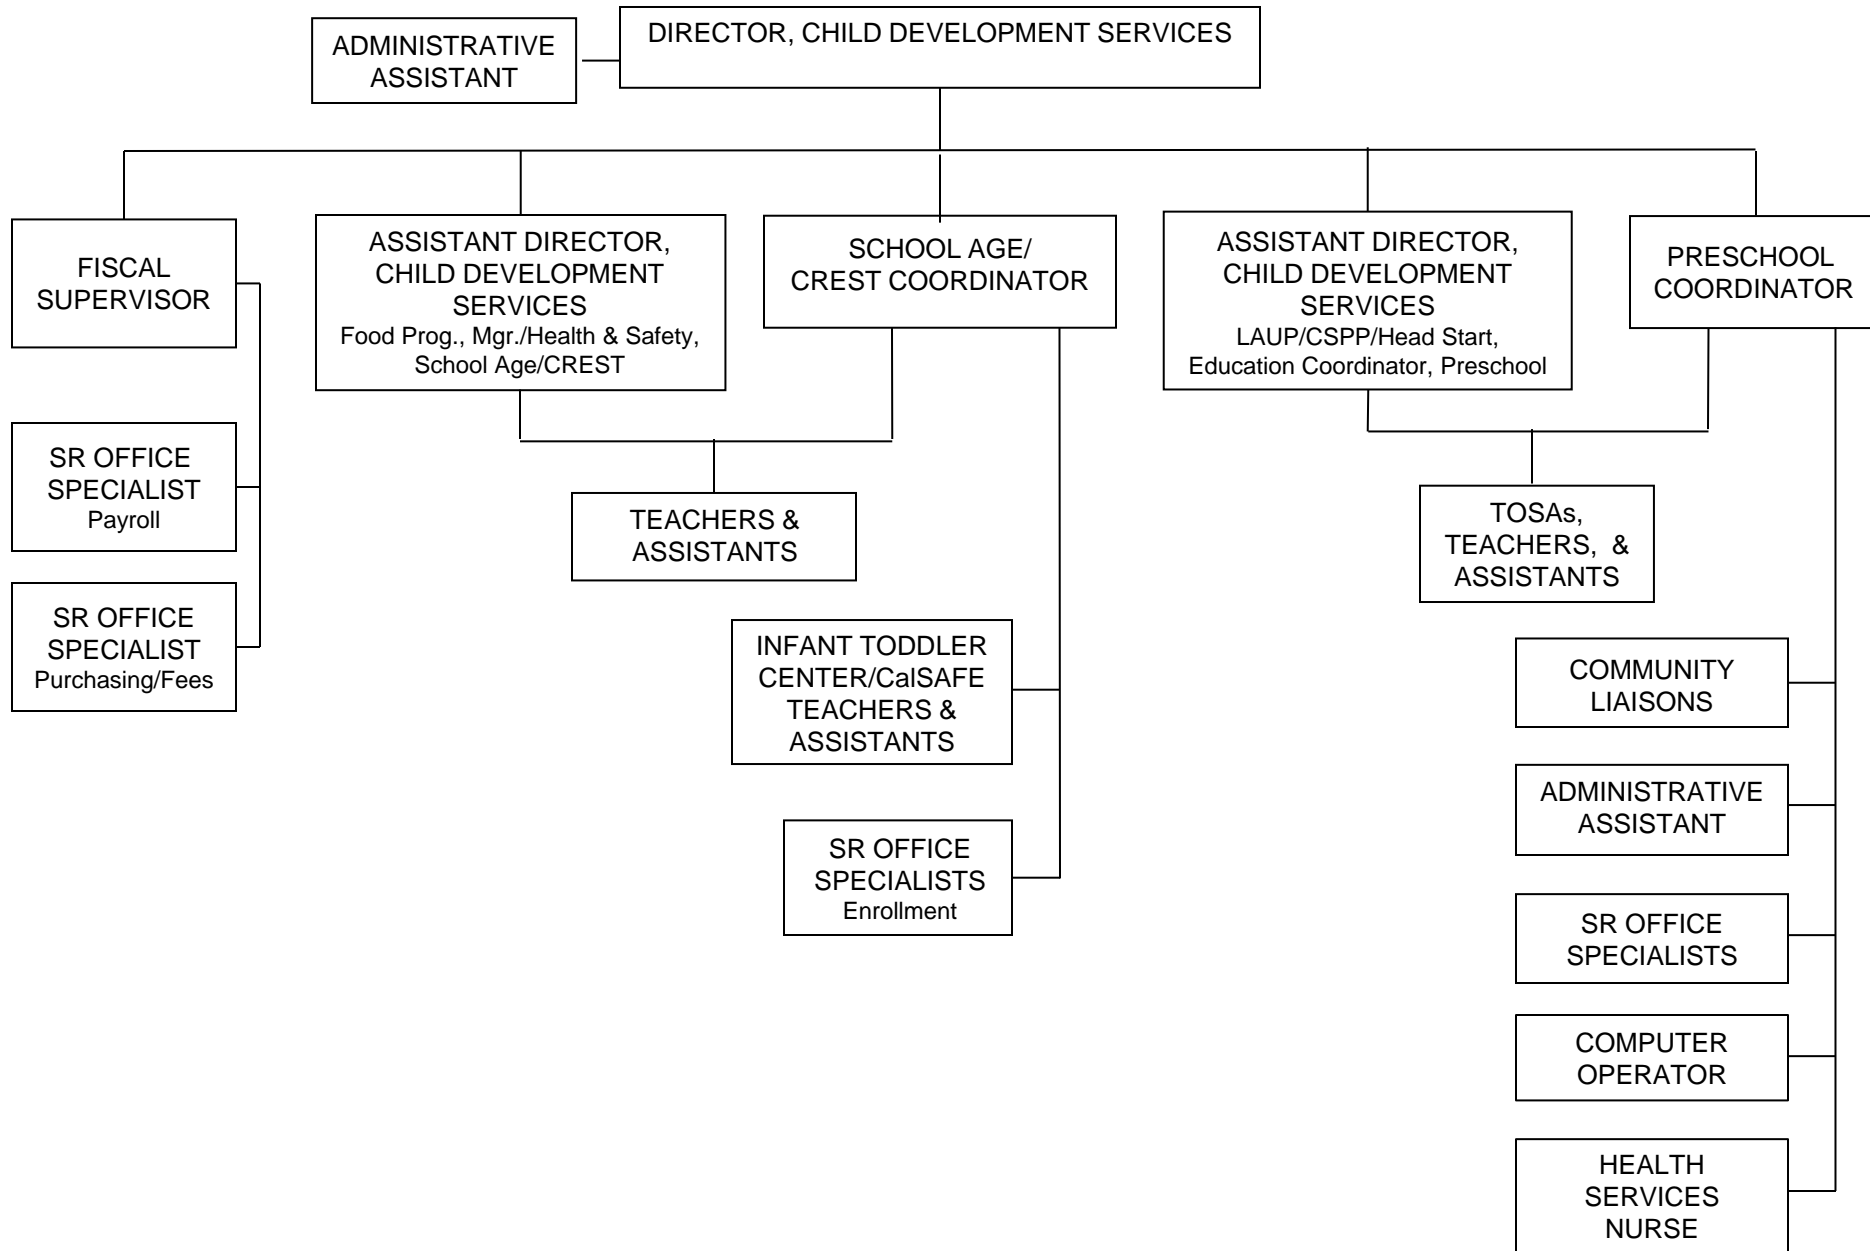 ADMINISTRATIVE
ASSISTANT
DIRECTOR, CHILD DEVELOPMENT SERVICES
FISCAL
SUPERVISOR
ASSISTANT DIRECTOR,
CHILD DEVELOPMENT
SERVICES
Food Prog., Mgr./Health & Safety,
School Age/CREST
SCHOOL AGE/
CREST COORDINATOR
ASSISTANT DIRECTOR,
CHILD DEVELOPMENT
SERVICES
LAUP/CSPP/Head Start,
Education Coordinator, Preschool
PRESCHOOL
COORDINATOR
SR OFFICE
SPECIALIST
Payroll
SR OFFICE
SPECIALIST
Purchasing/Fees
TEACHERS &
ASSISTANTS
INFANT TODDLER
CENTER/CalSAFE
TEACHERS &
ASSISTANTS
SR OFFICE
SPECIALISTS
Enrollment
TOSAs,
TEACHERS, &
ASSISTANTS
COMMUNITY
LIAISONS
ADMINISTRATIVE
ASSISTANT
SR OFFICE
SPECIALISTS
COMPUTER
OPERATOR
HEALTH
SERVICES
NURSE